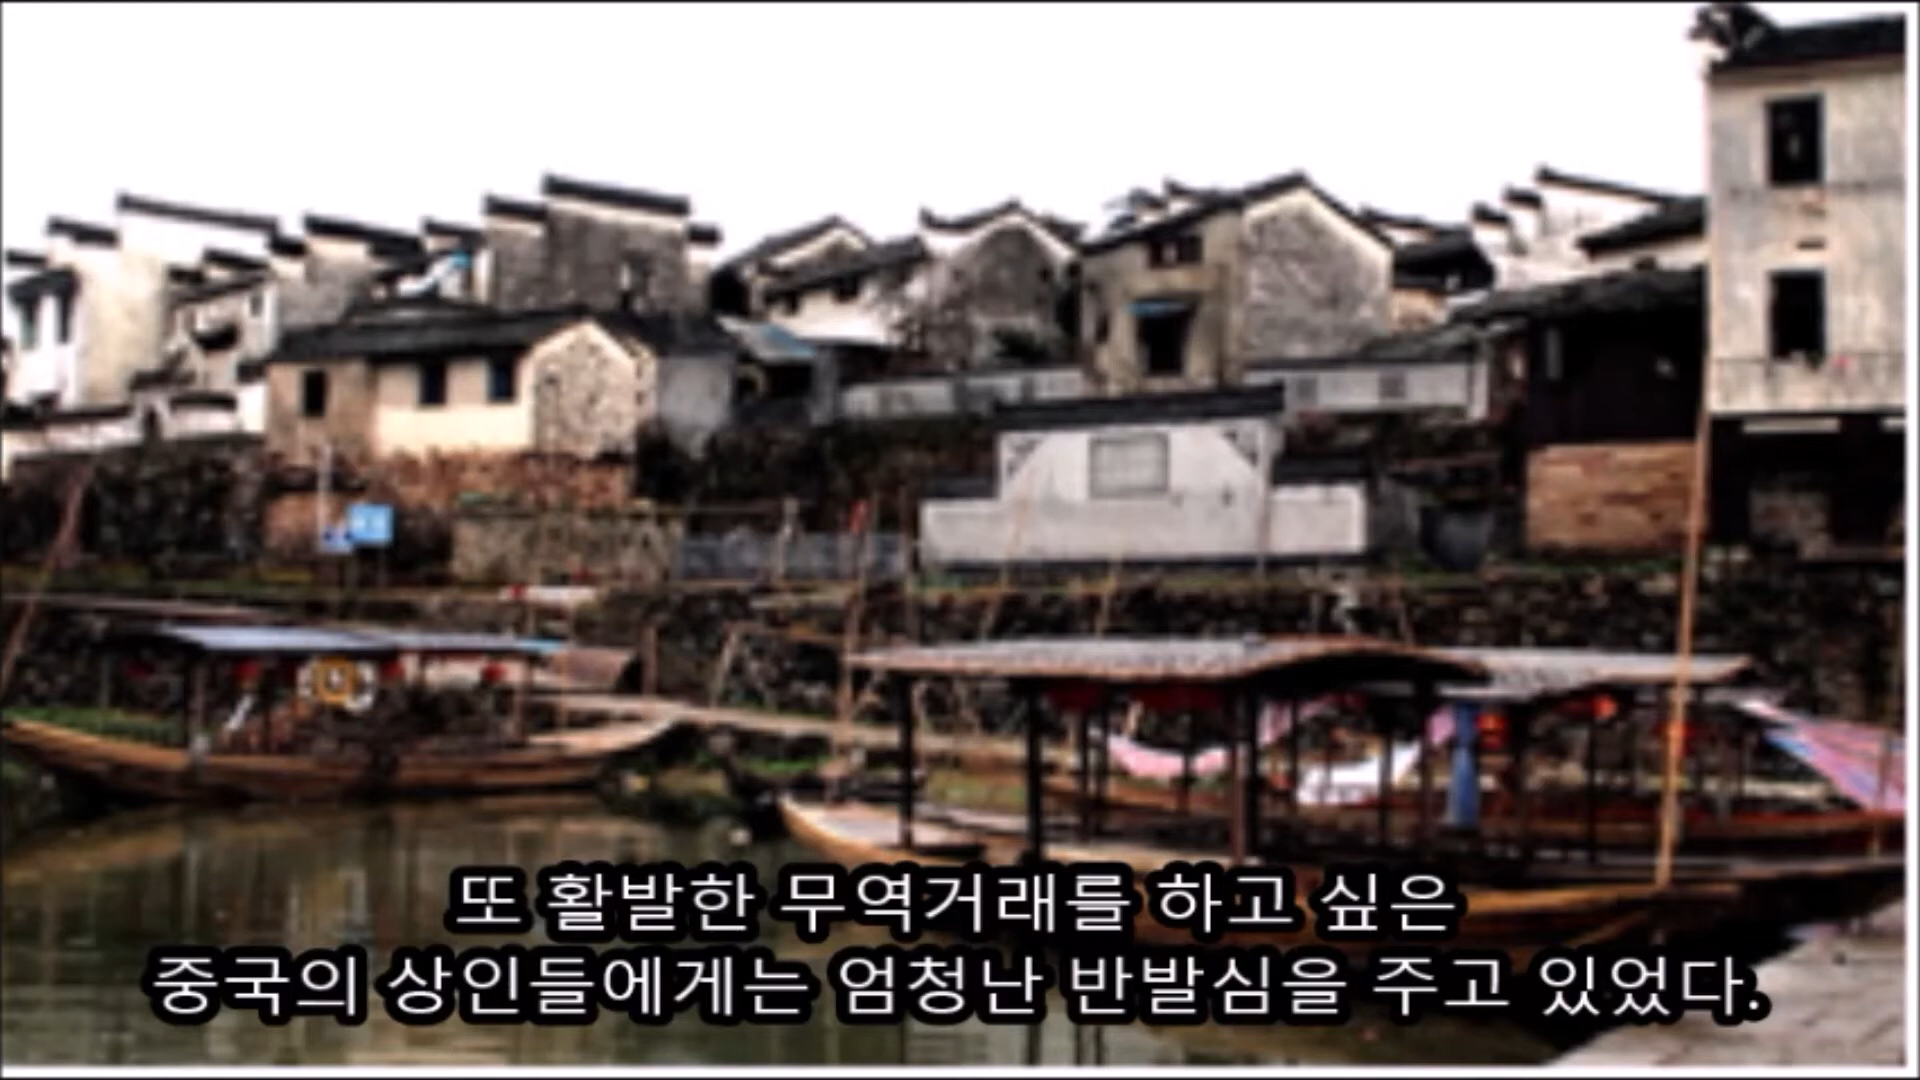 또 활발한 무역거래를 하고 싶은
중국의 상인들에게는 엄청난 반발심을 주고 있었다.